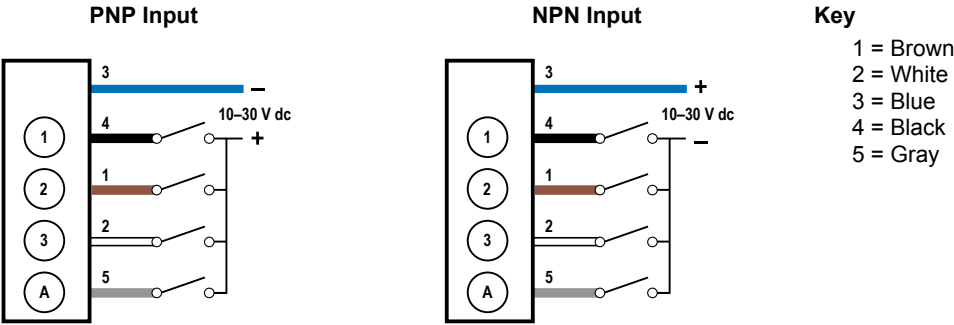 PNP Input
3
–
10–30 V dc
1
4
+
2
1
3
2
A
5
NPN Input
3
+
10–30 V dc
1
4
–
2
1
3
2
A
5
Key
1 = Brown
2 = White
3 = Blue
4 = Black
5 = Gray